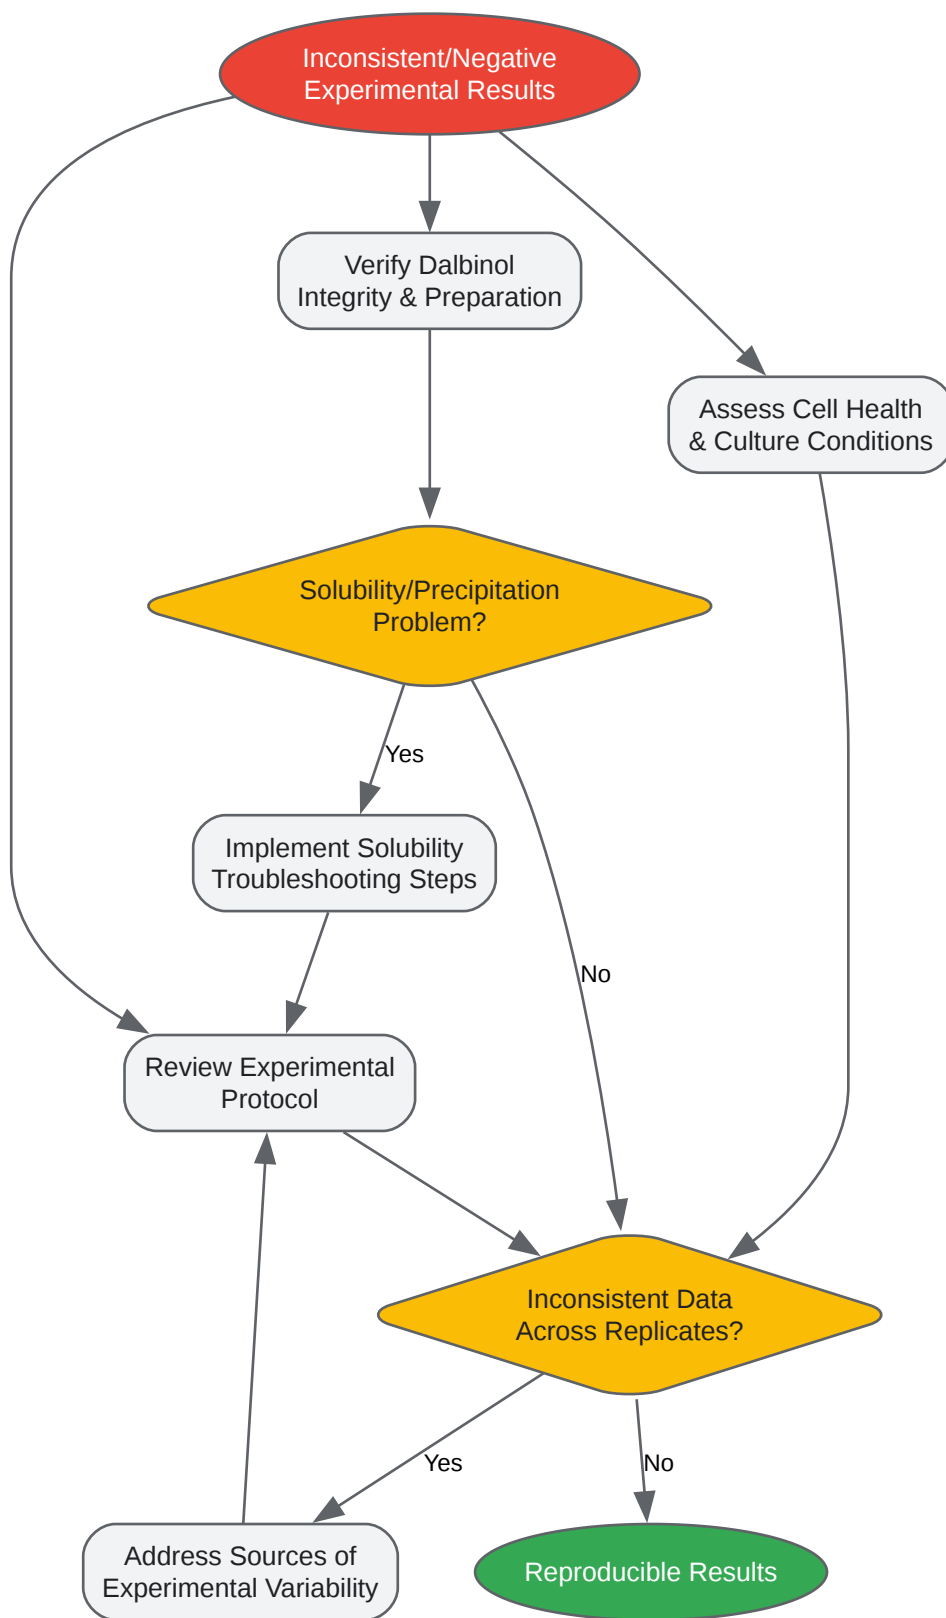 Inconsistent/Negative
Experimental Results
Verify Dalbinol
Integrity & Preparation
Assess Cell Health
& Culture Conditions
Solubility/Precipitation
Problem?
Yes
Implement Solubility
Troubleshooting Steps
No
Review Experimental
Protocol
Inconsistent Data
Across Replicates?
Yes
No
Address Sources of
Experimental Variability
Reproducible Results